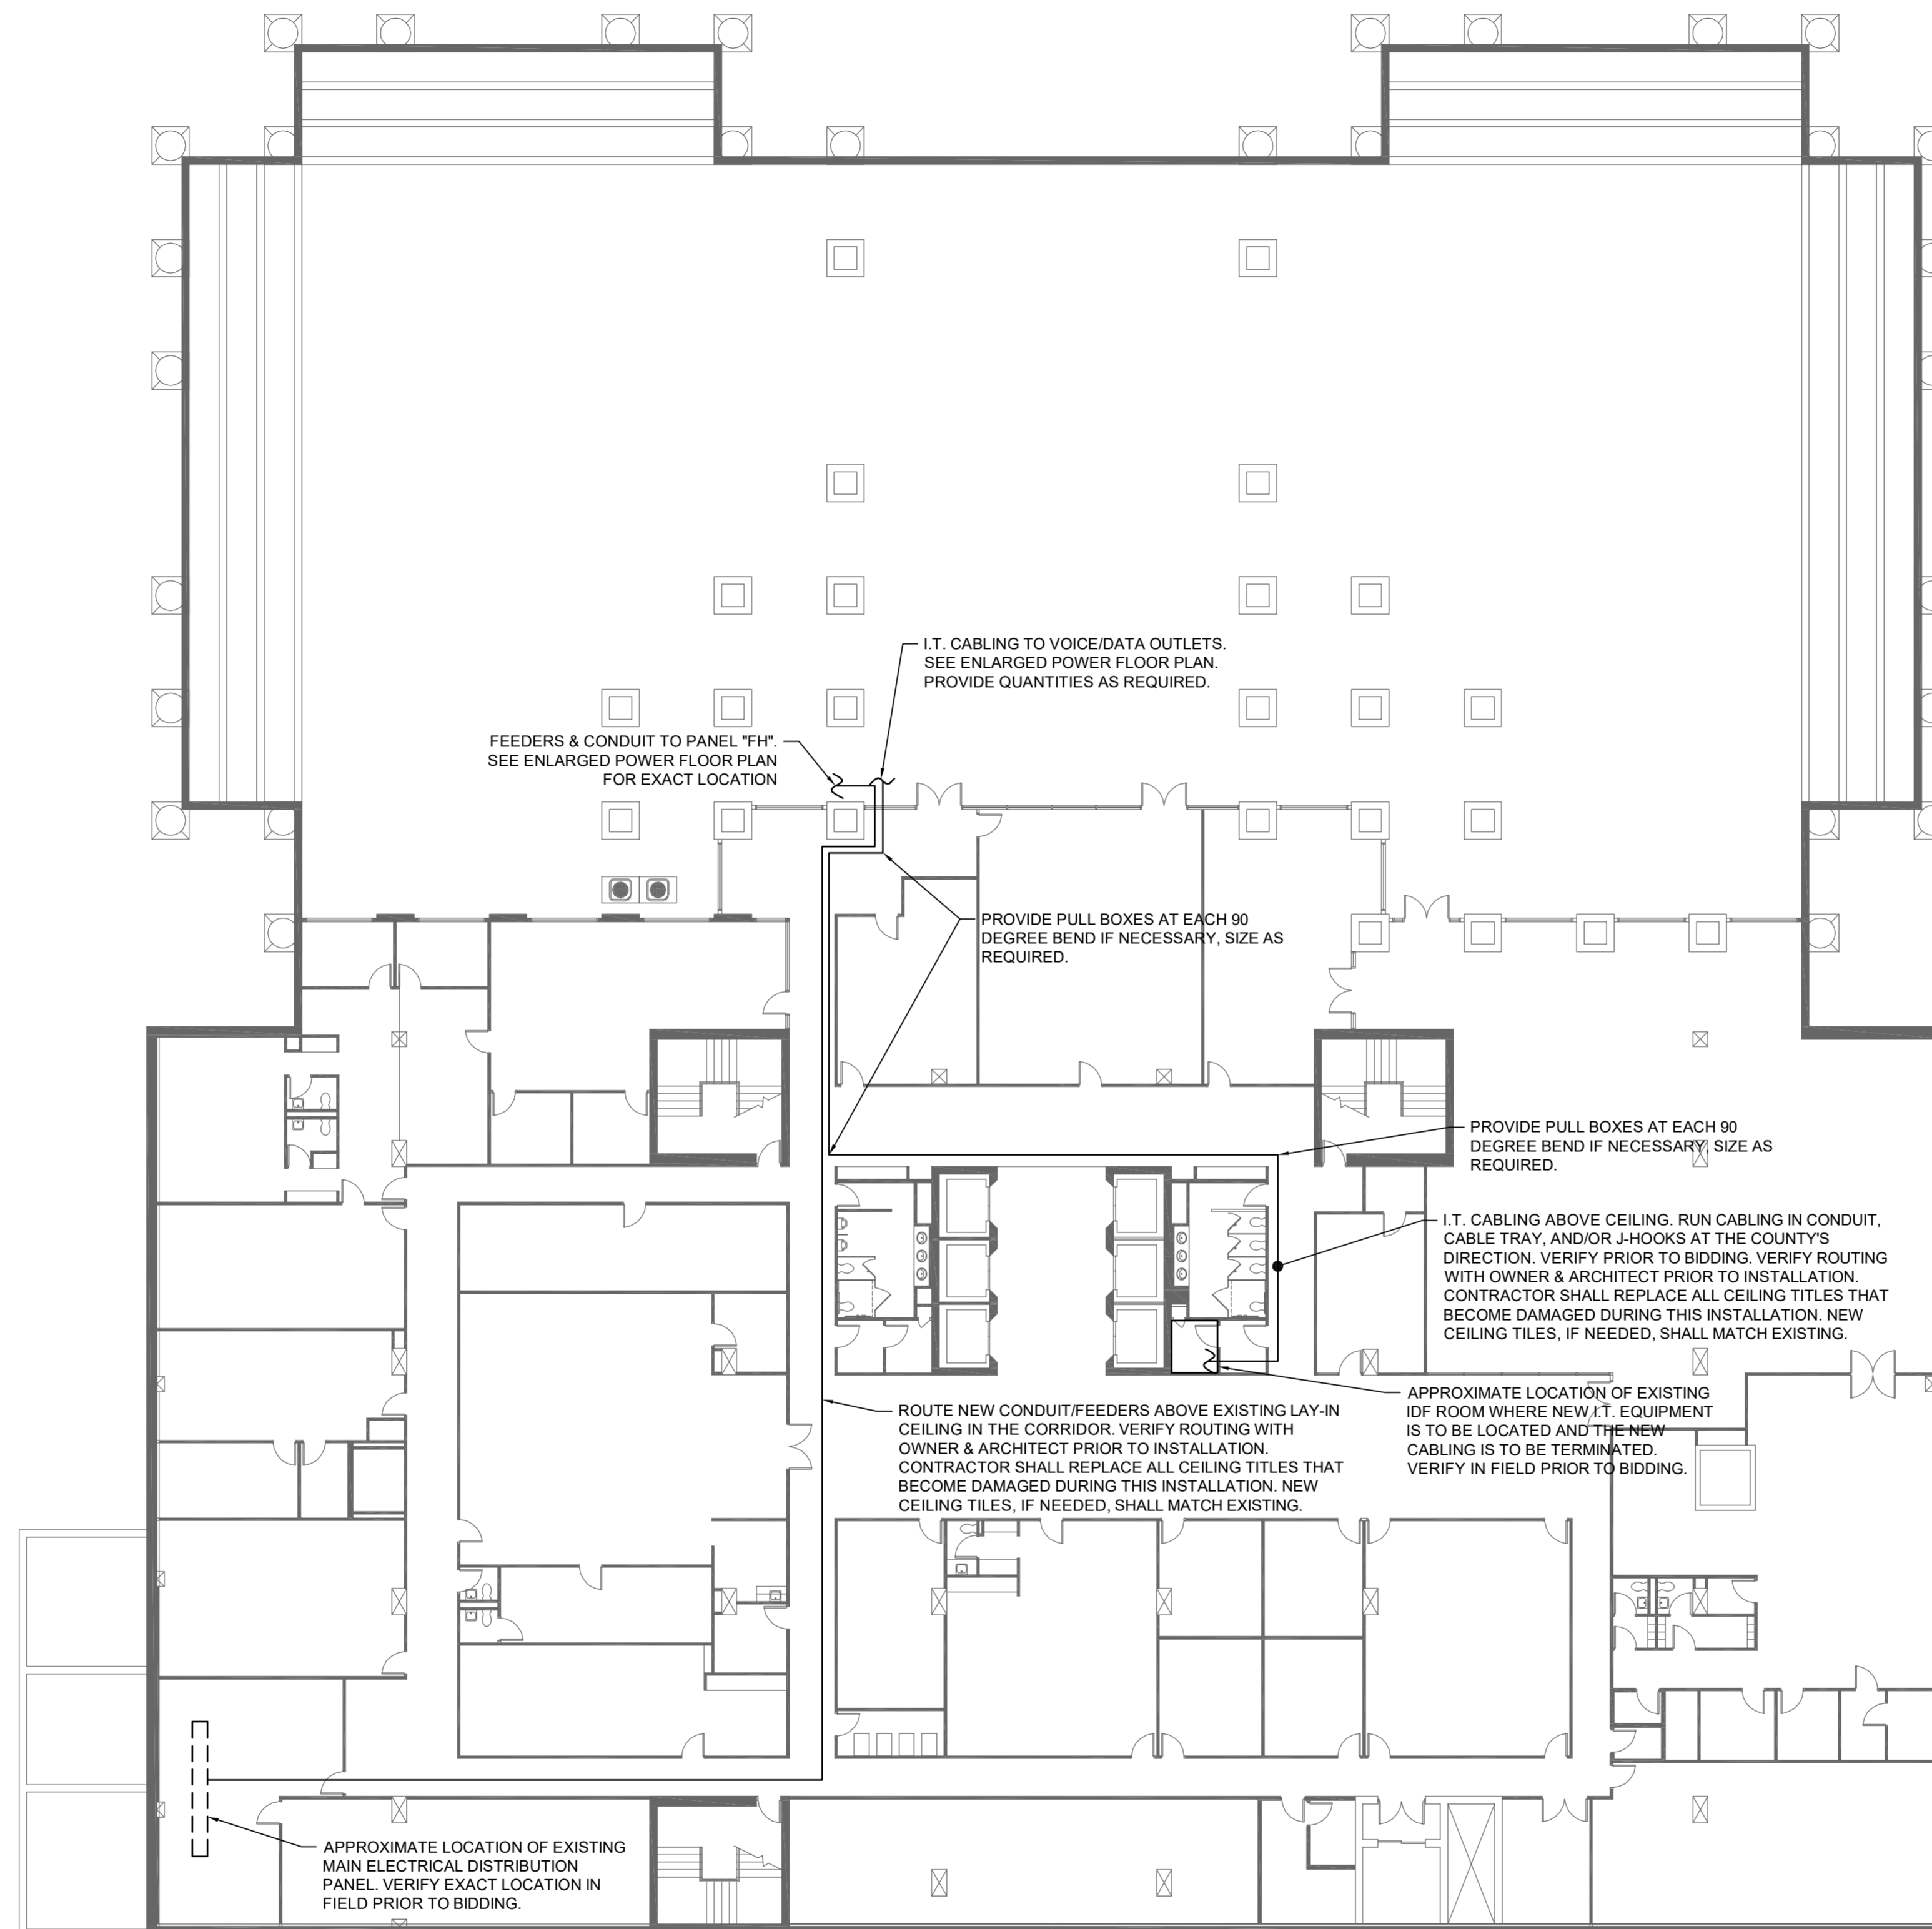 I.T. CABLING TO VOICE/DATA OUTLETS.
SEE ENLARGED POWER FLOOR PLAN.
PROVIDE QUANTITIES AS REQUIRED.
FEEDERS & CONDUIT TO PANEL "FH".
SEE ENLARGED POWER FLOOR PLAN
FOR EXACT LOCATION
PROVIDE PULL BOXES AT EACH 90
DEGREE BEND IF NECESSARY, SIZE AS
REQUIRED.
PROVIDE PULL BOXES AT EACH 90
DEGREE BEND IF NECESSARY, SIZE AS
REQUIRED.
I.T. CABLING ABOVE CEILING. RUN CABLING IN CONDUIT,
CABLE TRAY, AND/OR J-HOOKS AT THE COUNTY'S
DIRECTION. VERIFY PRIOR TO BIDDING. VERIFY ROUTING
WITH OWNER & ARCHITECT PRIOR TO INSTALLATION.
CONTRACTOR SHALL REPLACE ALL CEILING TITLES THAT
BECOME DAMAGED DURING THIS INSTALLATION. NEW
CEILING TILES, IF NEEDED, SHALL MATCH EXISTING.
APPROXIMATE LOCATION OF EXISTING
IDF ROOM WHERE NEW I.T. EQUIPMENT
IS TO BE LOCATED AND THE NEW
CABLING IS TO BE TERMINATED.
VERIFY IN FIELD PRIOR TO BIDDING.
ROUTE NEW CONDUIT/FEEDERS ABOVE EXISTING LAY-IN
CEILING IN THE CORRIDOR. VERIFY ROUTING WITH
OWNER & ARCHITECT PRIOR TO INSTALLATION.
CONTRACTOR SHALL REPLACE ALL CEILING TITLES THAT
BECOME DAMAGED DURING THIS INSTALLATION. NEW
CEILING TILES, IF NEEDED, SHALL MATCH EXISTING.
APPROXIMATE LOCATION OF EXISTING
MAIN ELECTRICAL DISTRIBUTION
PANEL. VERIFY EXACT LOCATION IN
FIELD PRIOR TO BIDDING.